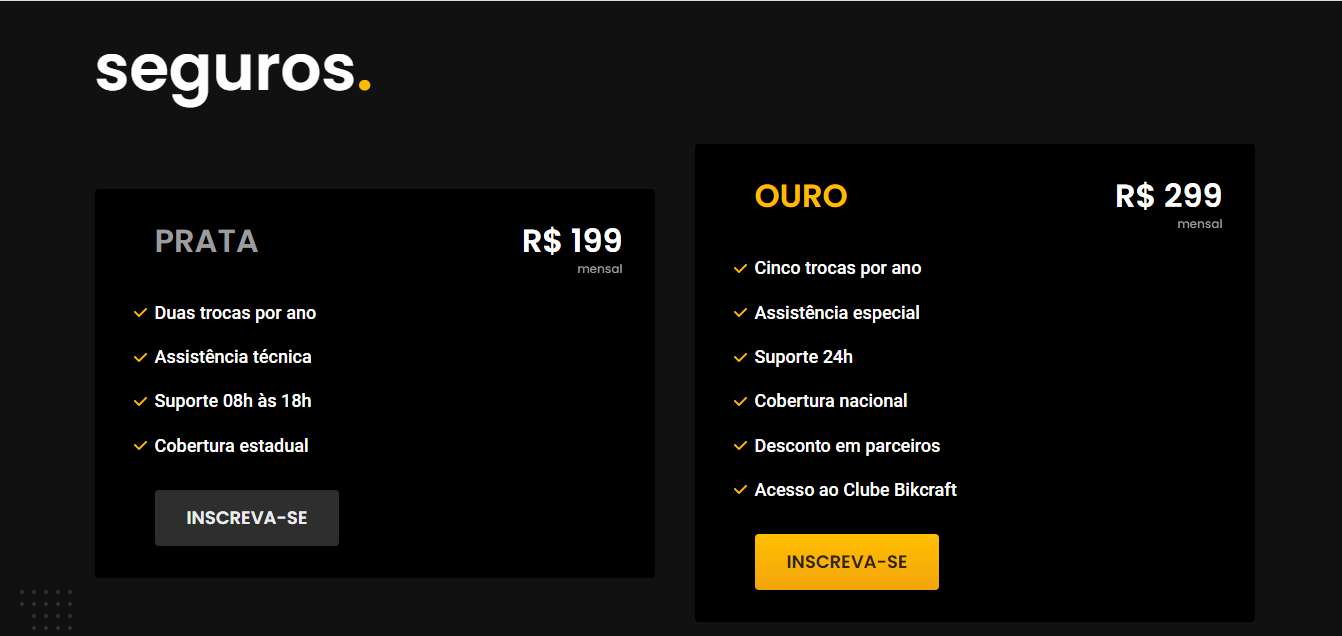 seguros.
PRATA
R$ 199
mensal
Duas trocas por ano
Assistência técnica
Suporte 08h às 18h
Cobertura estadual
INSCREVA-SE
OURO
R$ 299
mensal
Cinco trocas por ano
Assistência especial
Suporte 24h
Cobertura nacional
Desconto em parceiros
Acesso ao Clube Bikcraft
INSCREVA-SE